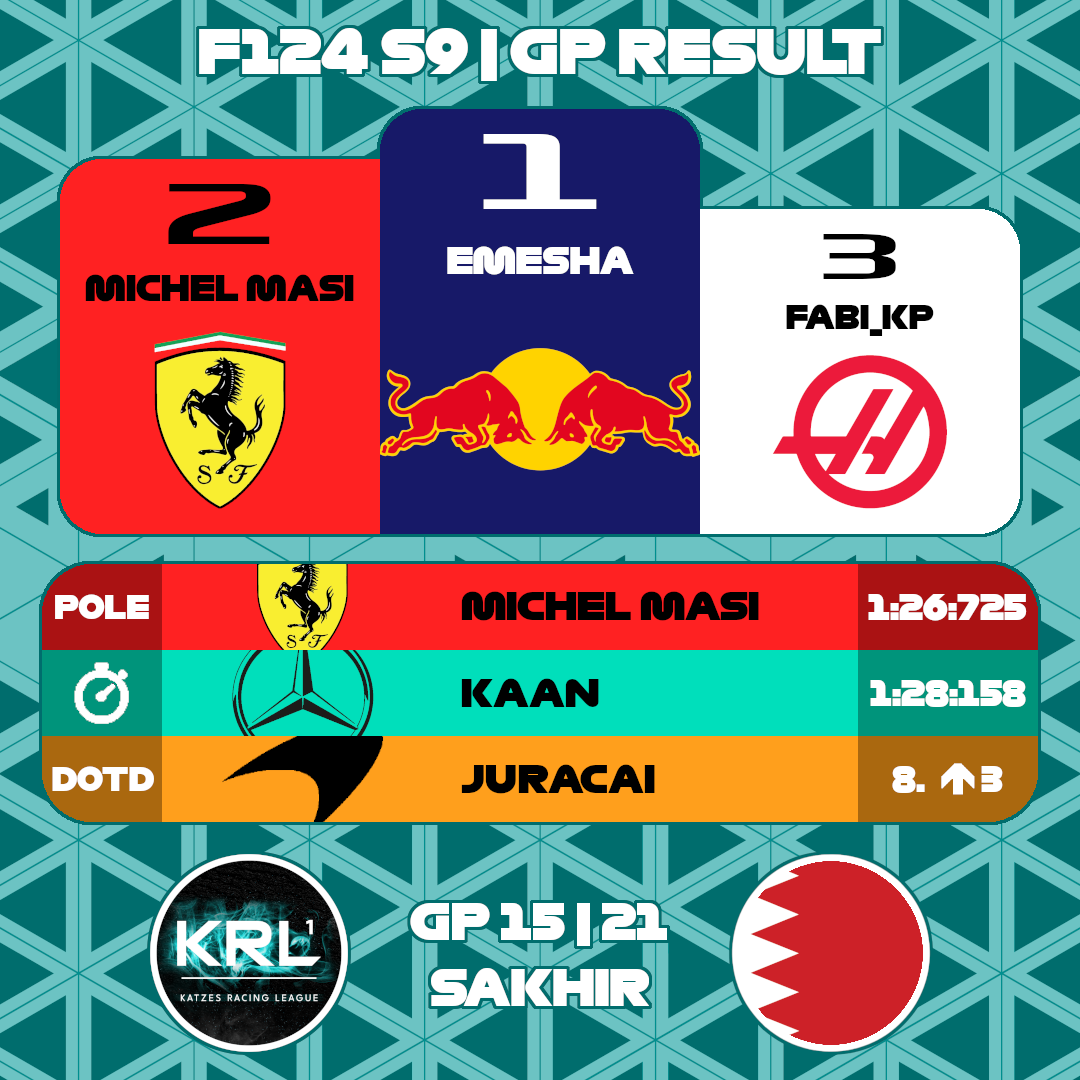 F124 S9 | GP RESULT
1
EMESHA
2
MICHEL MASI
S F
3
FABI_KP
H
POLE
S F
MICHEL MASI
1:26:725
KAAN
1:28:158
DOTD
JURACAI
8. ↑3
KRL1
KATZES RACING LEAGUE
GP 15 | 21
SAKHIR